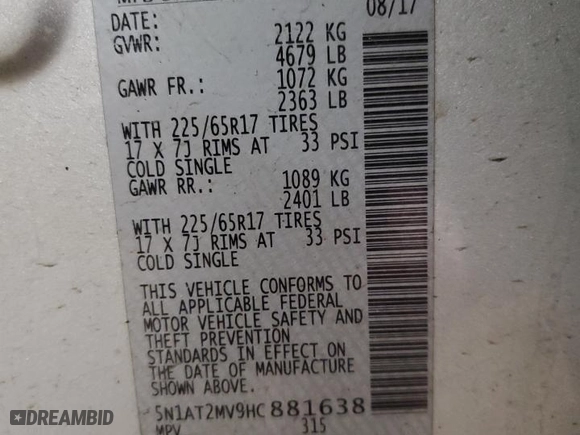 DATE: 08/17
GVWR: 2122 KG
4679 LB
GAWR FR.: 1072 KG
2363 LB
WITH 225/65R17 TIRES
17 X 7J RIMS AT 33 PSI
COLD SINGLE
GAWR RR.: 1089 KG
2401 LB
WITH 225/65R17 TIRES
17 X 7J RIMS AT 33 PSI
COLD SINGLE
THIS VEHICLE CONFORMS TO
ALL APPLICABLE FEDERAL
MOTOR VEHICLE SAFETY AND
THEFT PREVENTION
STANDARDS IN EFFECT ON
THE DATE OF MANUFACTURE
SHOWN ABOVE.
5N1AT2MV9HC881638
MPV 315
DREAMBID